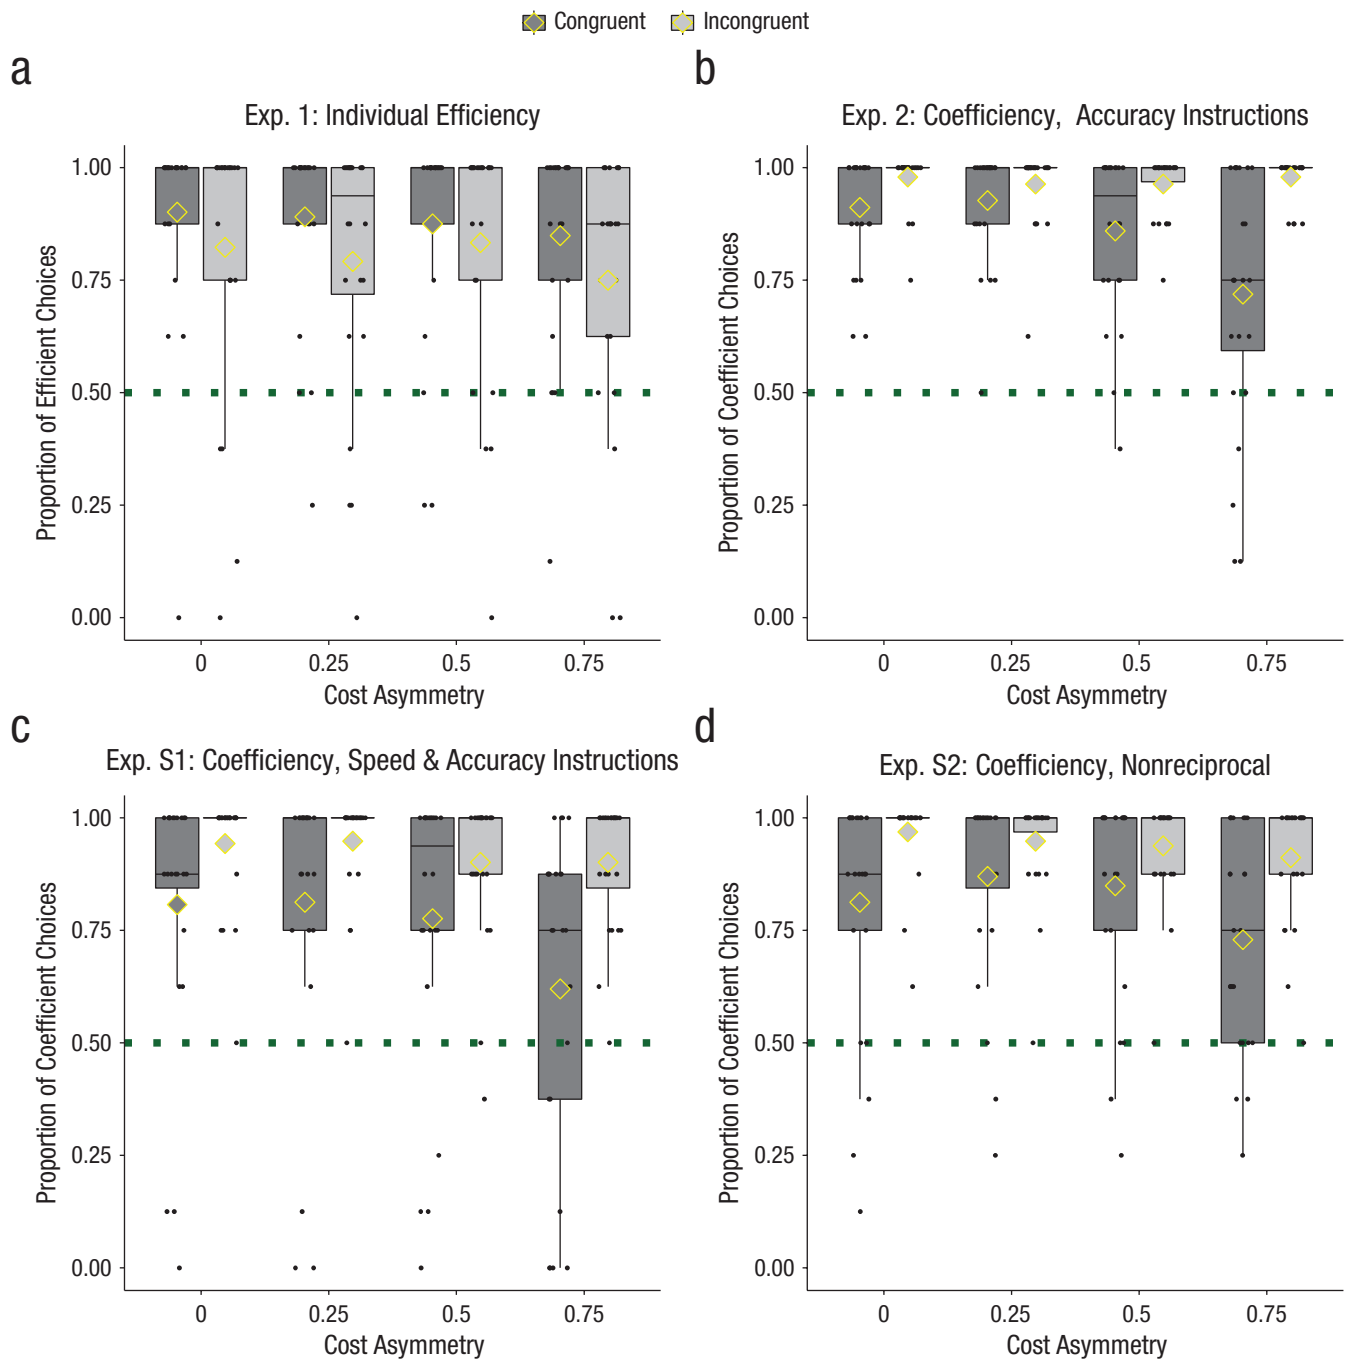 Congruent Incongruent
a
Exp. 1: Individual Efficiency
Proportion of Efficient Choices
1.00
0.75
0.50
0.25
0.00
0 0.25 0.5 0.75
Cost Asymmetry
b
Exp. 2: Coefficiency, Accuracy Instructions
Proportion of Coefficient Choices
1.00
0.75
0.50
0.25
0.00
0 0.25 0.5 0.75
Cost Asymmetry
c
Exp. S1: Coefficiency, Speed & Accuracy Instructions
Proportion of Coefficient Choices
1.00
0.75
0.50
0.25
0.00
0 0.25 0.5 0.75
Cost Asymmetry
d
Exp. S2: Coefficiency, Nonreciprocal
Proportion of Coefficient Choices
1.00
0.75
0.50
0.25
0.00
0 0.25 0.5 0.75
Cost Asymmetry